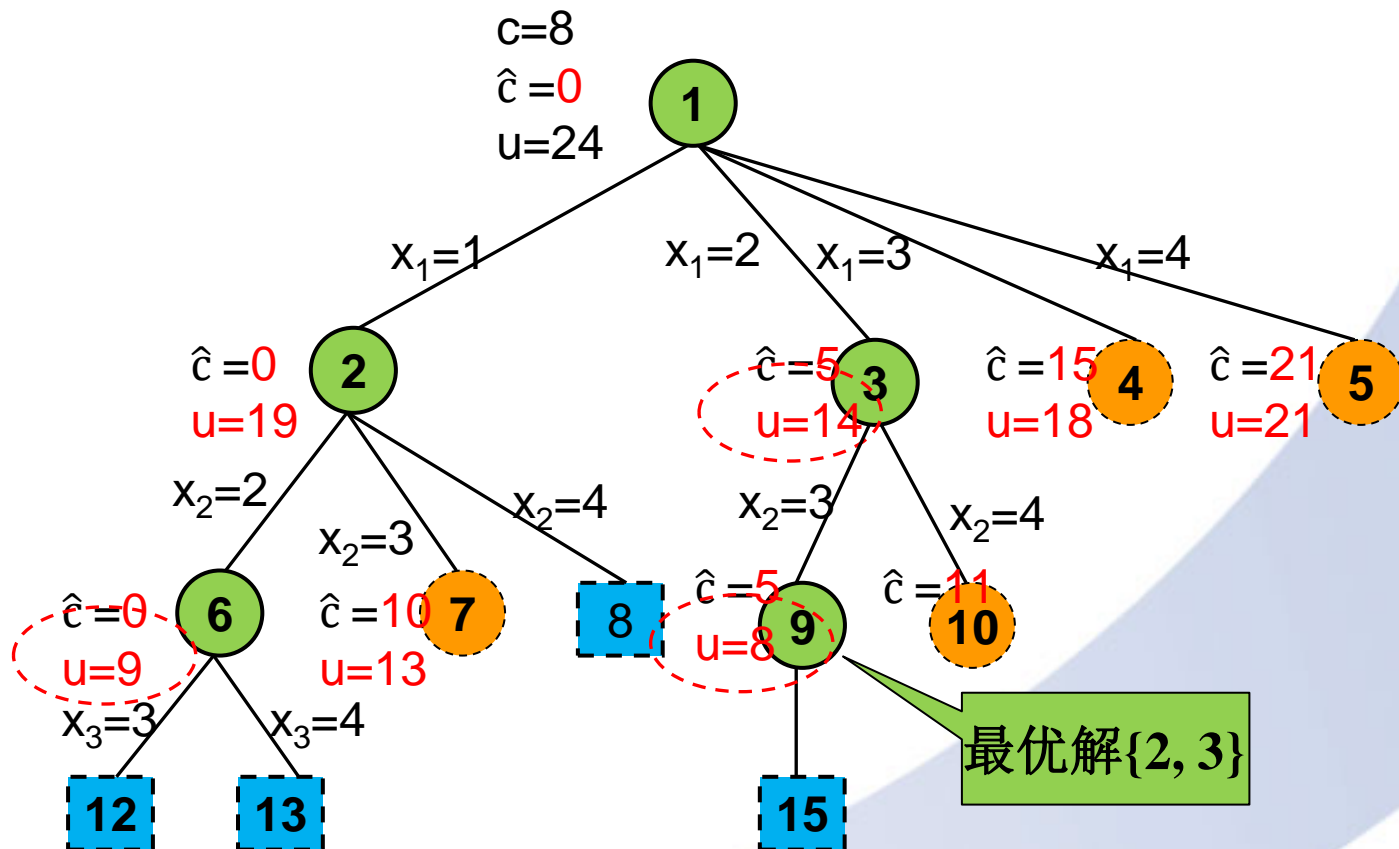 c=8
ĉ =0
u=24
1
x₁=1
x₁=2
x₁=3
x₁=4
ĉ =0
u=19
2
ĉ =5
u=14
3
ĉ =15
u=18
4
ĉ =21
u=21
5
x₂=2
x₂=3
x₂=4
x₂=3
x₂=4
ĉ =0
u=9
6
ĉ =10
u=13
7
8
ĉ =5
u=8
9
ĉ =11
10
x₃=3
x₃=4
最优解{2, 3}
12
13
15